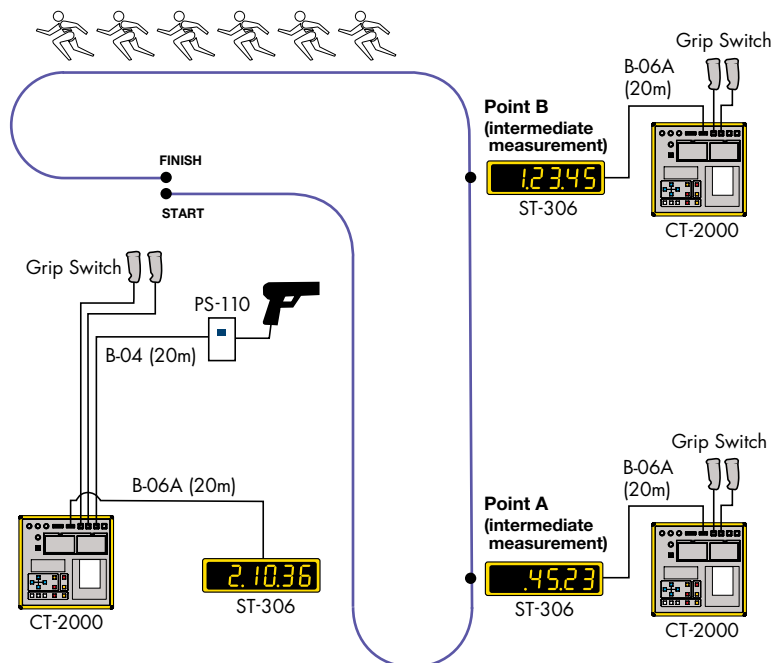 Grip Switch
B-06A
(20m)
Point B
(intermediate
measurement)
1.23.45
ST-306
CT-2000
FINISH
START
Grip Switch
PS-110
B-04 (20m)
B-06A (20m)
2.10.36
ST-306
CT-2000
Grip Switch
B-06A
(20m)
Point A
(intermediate
measurement)
.45.23
ST-306
CT-2000